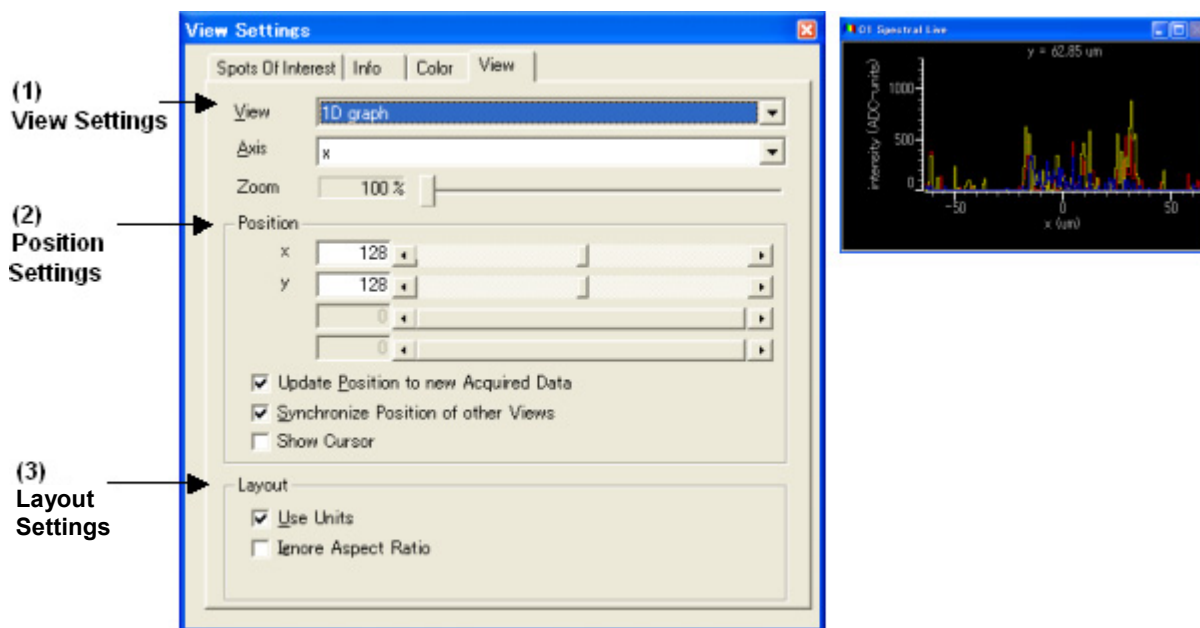 View Settings
Spots Of Interest Info Color View
(1)
View Settings
View 1D graph
Axis x
Zoom 100 %
(2)
Position
Settings
Position
x 128
y 128
0
0
Update Position to new Acquired Data
Synchronize Position of other Views
Show Cursor
(3)
Layout
Settings
Layout
Use Units
Ignore Aspect Ratio
01 Spectral Live
y = 62.85 um
intensity (ADC-units)
1000
500
0
-50 0 50
x (um)